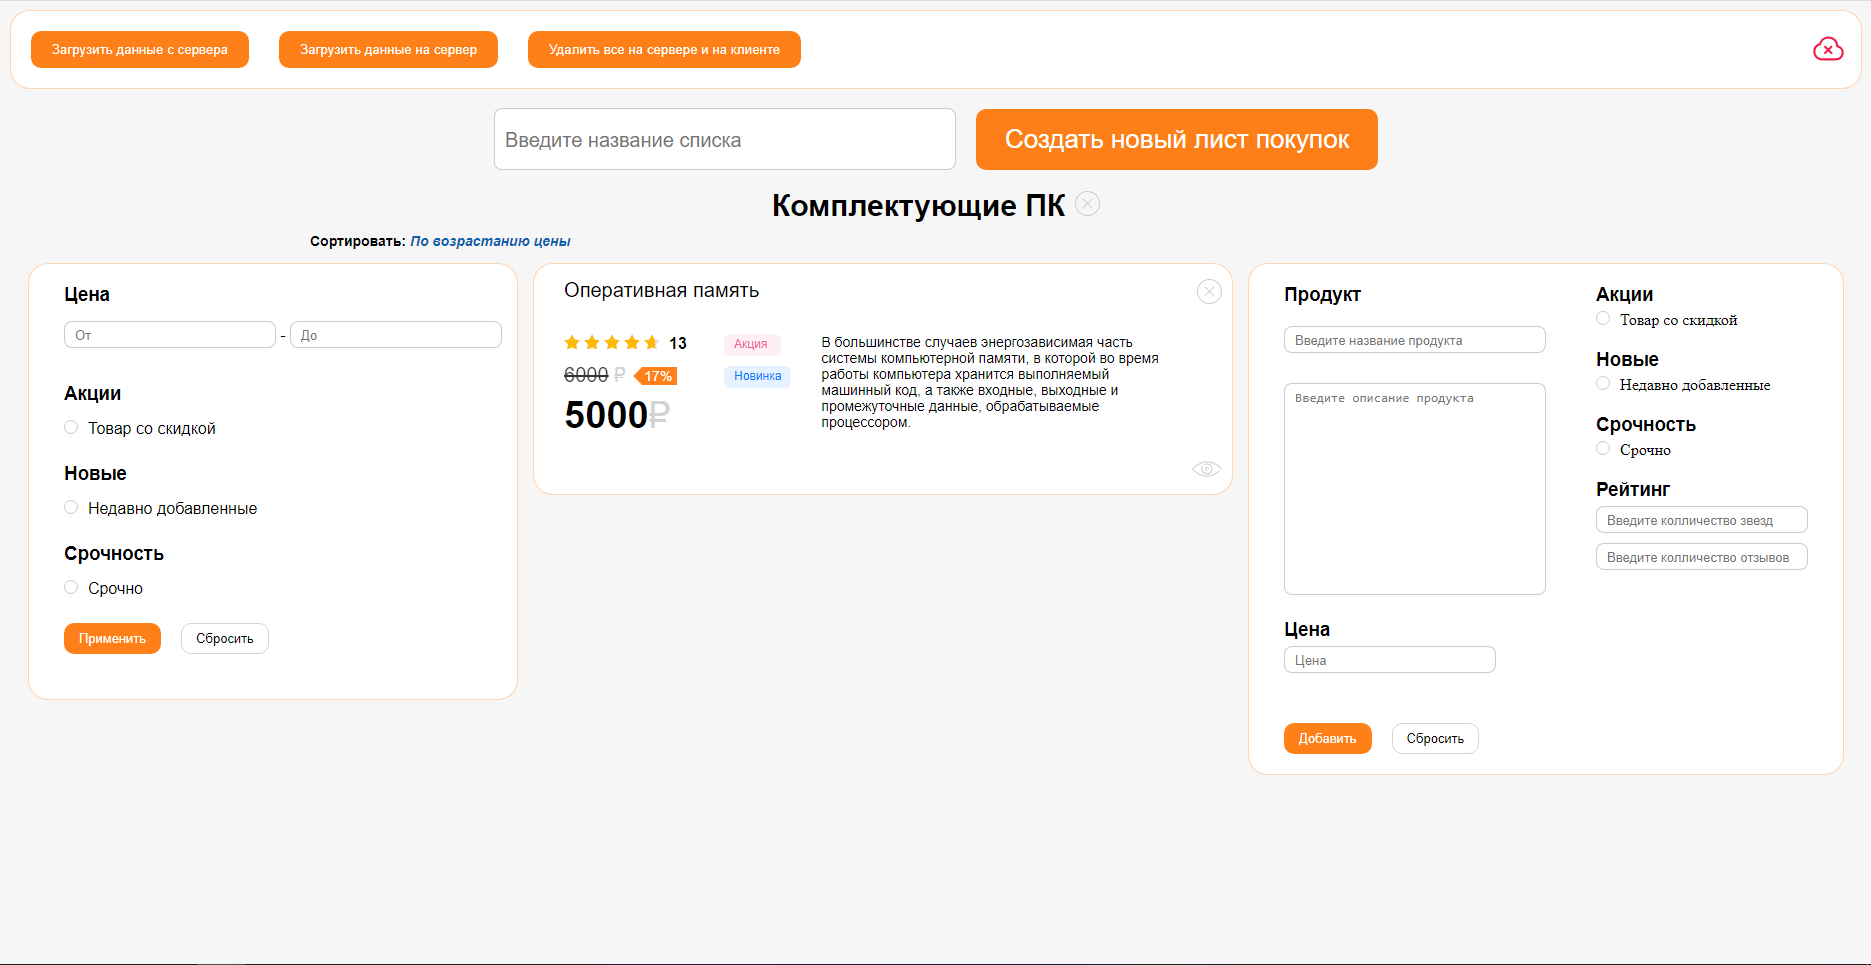 Загрузить данные с сервера
Загрузить данные на сервер
Удалить все на сервере и на клиенте
Введите название списка
Создать новый лист покупок
Комплектующие ПК
Сортировать: По возрастанию цены
Цена
От - До
Акции
Товар со скидкой
Новые
Недавно добавленные
Срочность
Срочно
Применить
Сбросить
Оперативная память
13
6000 ₽ 17%
5000₽
Акция
Новинка
В большинстве случаев энергозависимая часть
системы компьютерной памяти, в которой во время
работы компьютера хранится выполняемый
машинный код, а также входные, выходные и
промежуточные данные, обрабатываемые
процессором.
Продукт
Введите название продукта
Введите описание продукта
Цена
Цена
Добавить
Сбросить
Акции
Товар со скидкой
Новые
Недавно добавленные
Срочность
Срочно
Рейтинг
Введите колличество звезд
Введите колличество отзывов